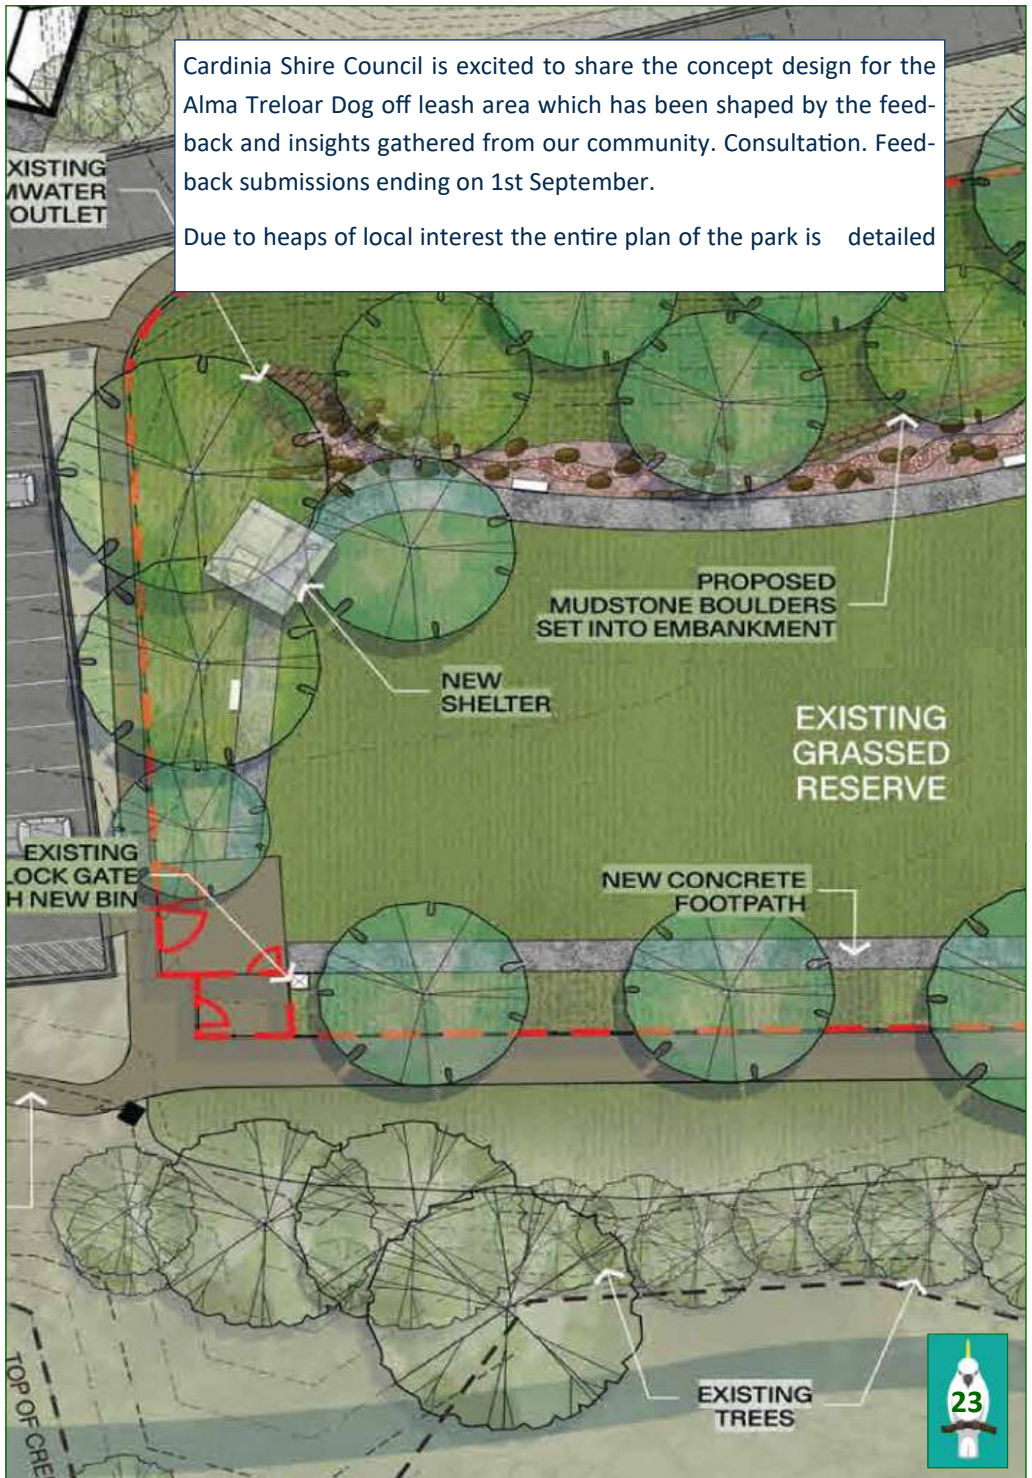 Cardinia Shire Council is excited to share the concept design for the
Alma Treloar Dog off leash area which has been shaped by the feed-
back and insights gathered from our community. Consultation. Feed-
back submissions ending on 1st September.
Due to heaps of local interest the entire plan of the park is detailed
XISTING
MWATER
OUTLET
PROPOSED
MUDSTONE BOULDERS
SET INTO EMBANKMENT
NEW
SHELTER
EXISTING
GRASSED
RESERVE
EXISTING
LOCK GATE
H NEW BIN
NEW CONCRETE
FOOTPATH
TOP OF CREE
EXISTING
TREES
23